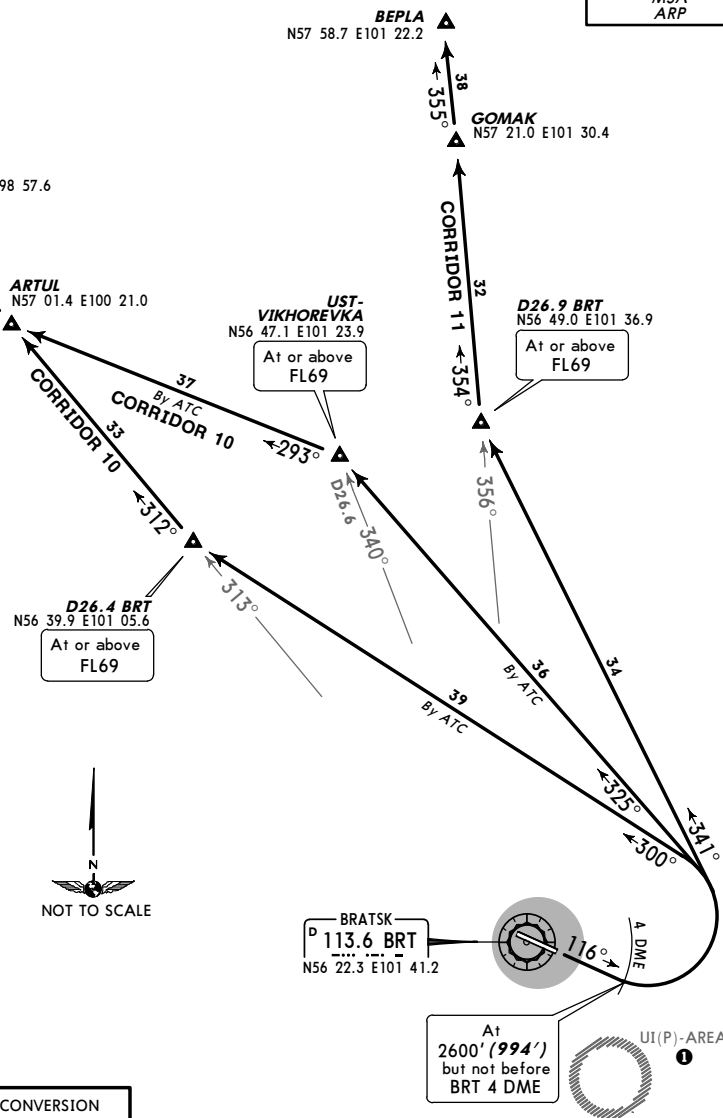 MSA
ARP
BEPLA
N57 58.7 E101 22.2
38
355°
GOMAK
N57 21.0 E101 30.4
98 57.6
CORRIDOR 11
32
354°
ARTUL
N57 01.4 E100 21.0
UST-
VIKHOREVKA
N56 47.1 E101 23.9
At or above
FL69
D26.9 BRT
N56 49.0 E101 36.9
At or above
FL69
37
By ATC
CORRIDOR 10
293°
33
CORRIDOR 10
312°
D26.6
340°
356°
313°
D26.4 BRT
N56 39.9 E101 05.6
At or above
FL69
39
By ATC
36
By ATC
34
325°
341°
300°
N
NOT TO SCALE
BRATSK
D 113.6 BRT
N56 22.3 E101 41.2
116°
4 DME
At
2600' (994')
but not before
BRT 4 DME
UI(P)-AREA
1
CONVERSION